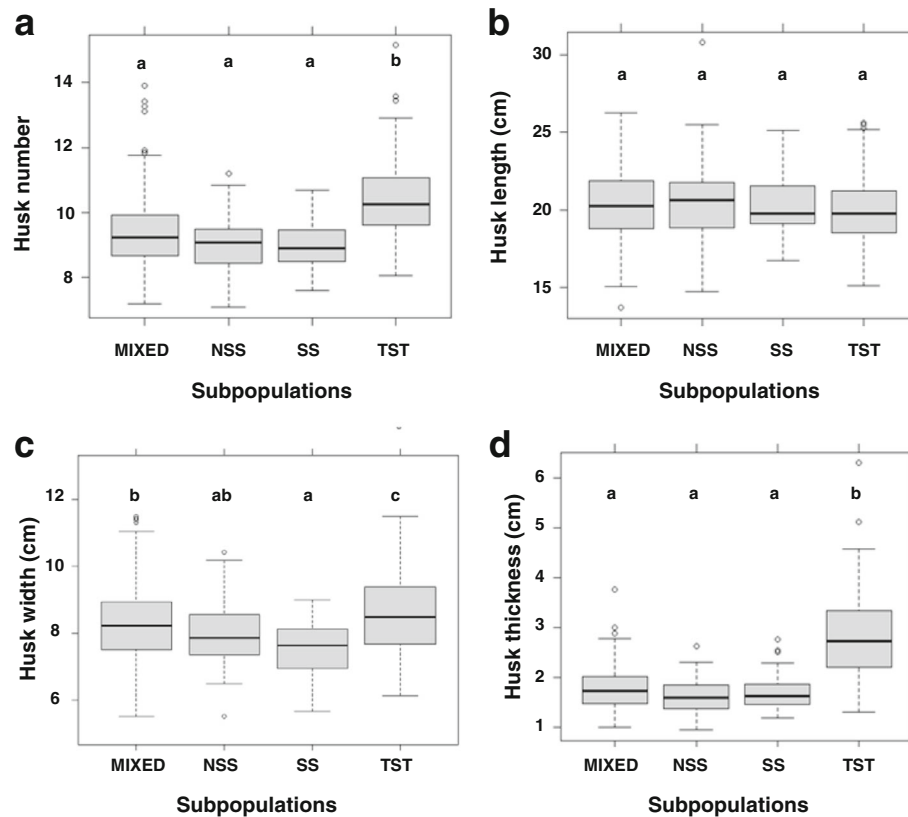 a
Husk number
14
12
10
8
a a a b
MIXED NSS SS TST
Subpopulations
b
Husk length (cm)
30
25
20
15
a a a a
MIXED NSS SS TST
Subpopulations
c
Husk width (cm)
12
10
8
6
b ab a c
MIXED NSS SS TST
Subpopulations
d
Husk thickness (cm)
6
5
4
3
2
1
a a a b
MIXED NSS SS TST
Subpopulations